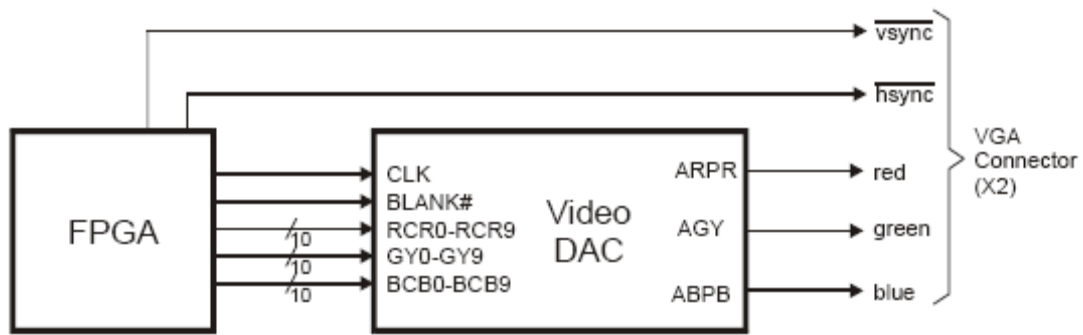 vsync
hsync
FPGA
CLK
BLANK#
RCR0-RCR9
GY0-GY9
BCB0-BCB9
10
10
10
Video
DAC
ARPR
AGY
ABPB
red
green
blue
VGA
Connector
(X2)